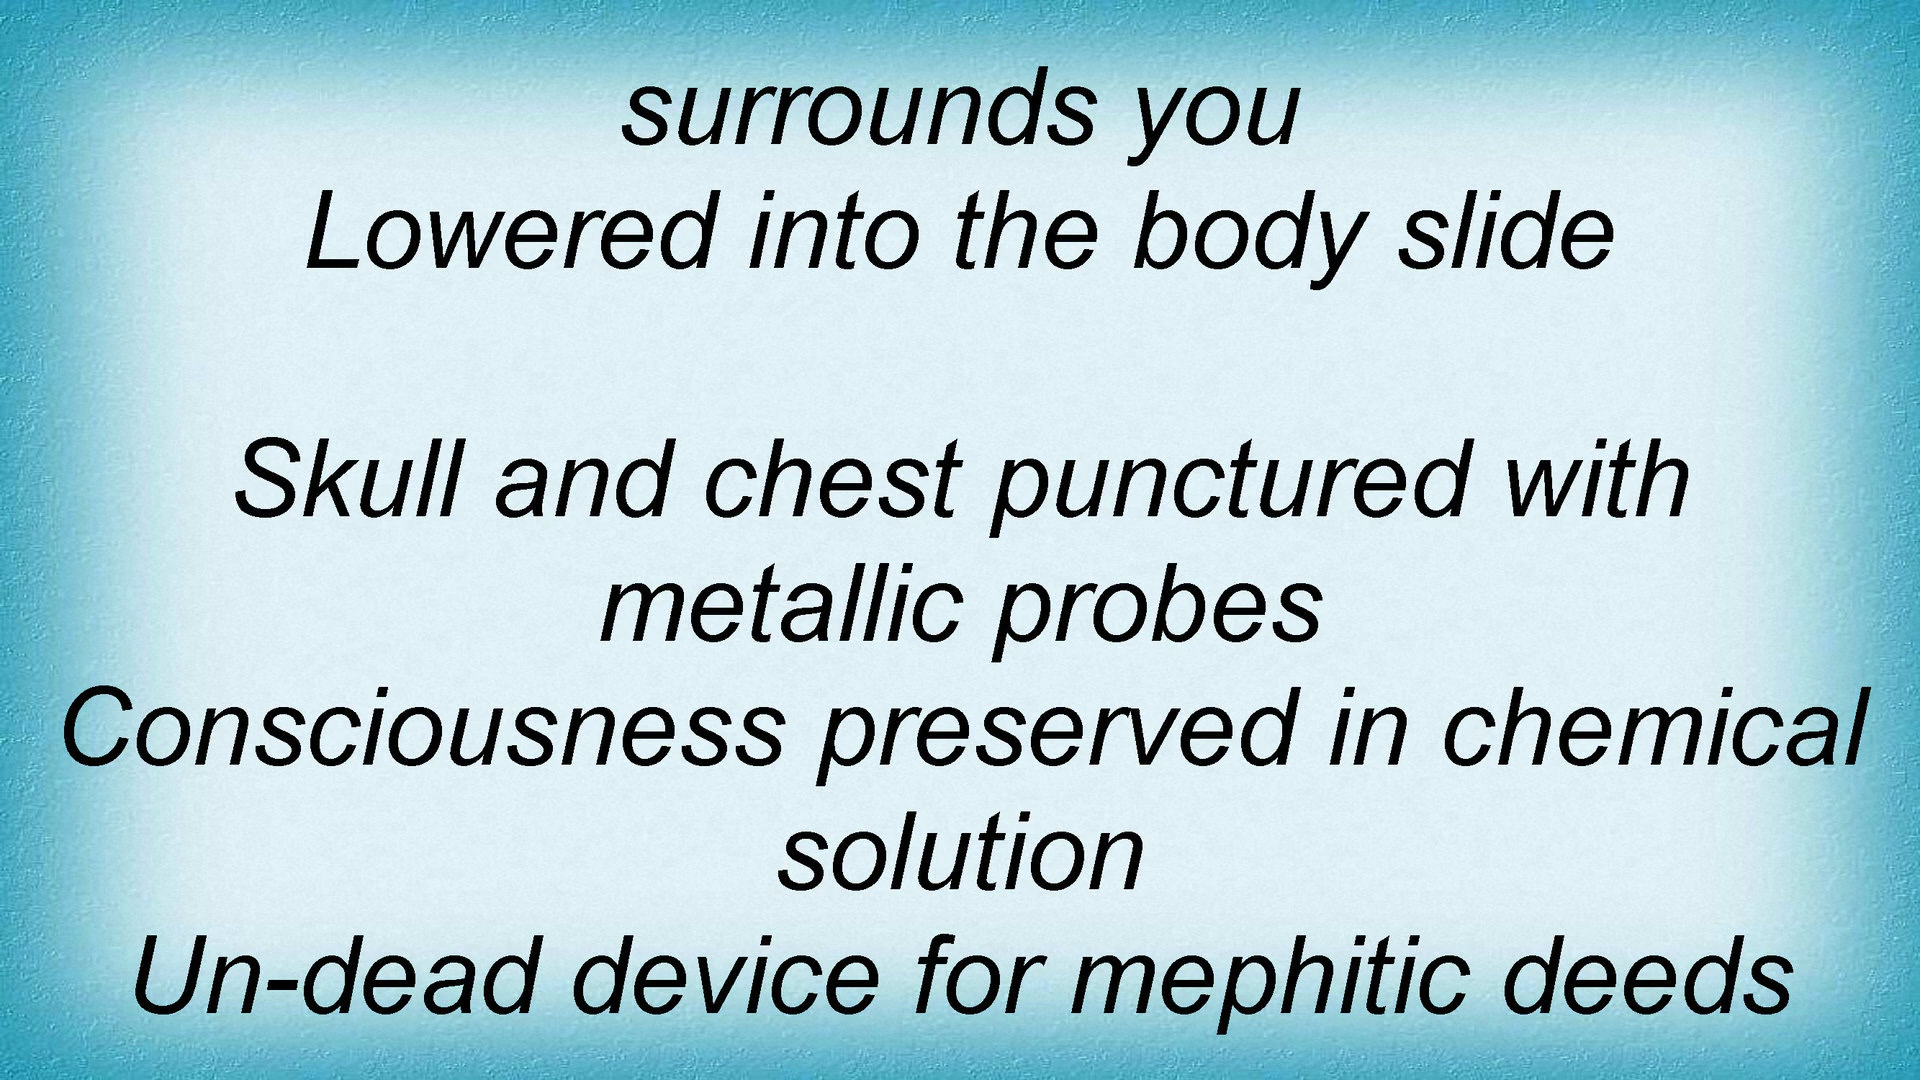 surrounds you
Lowered into the body slide
Skull and chest punctured with
metallic probes
Consciousness preserved in chemical
solution
Un-dead device for mephitic deeds